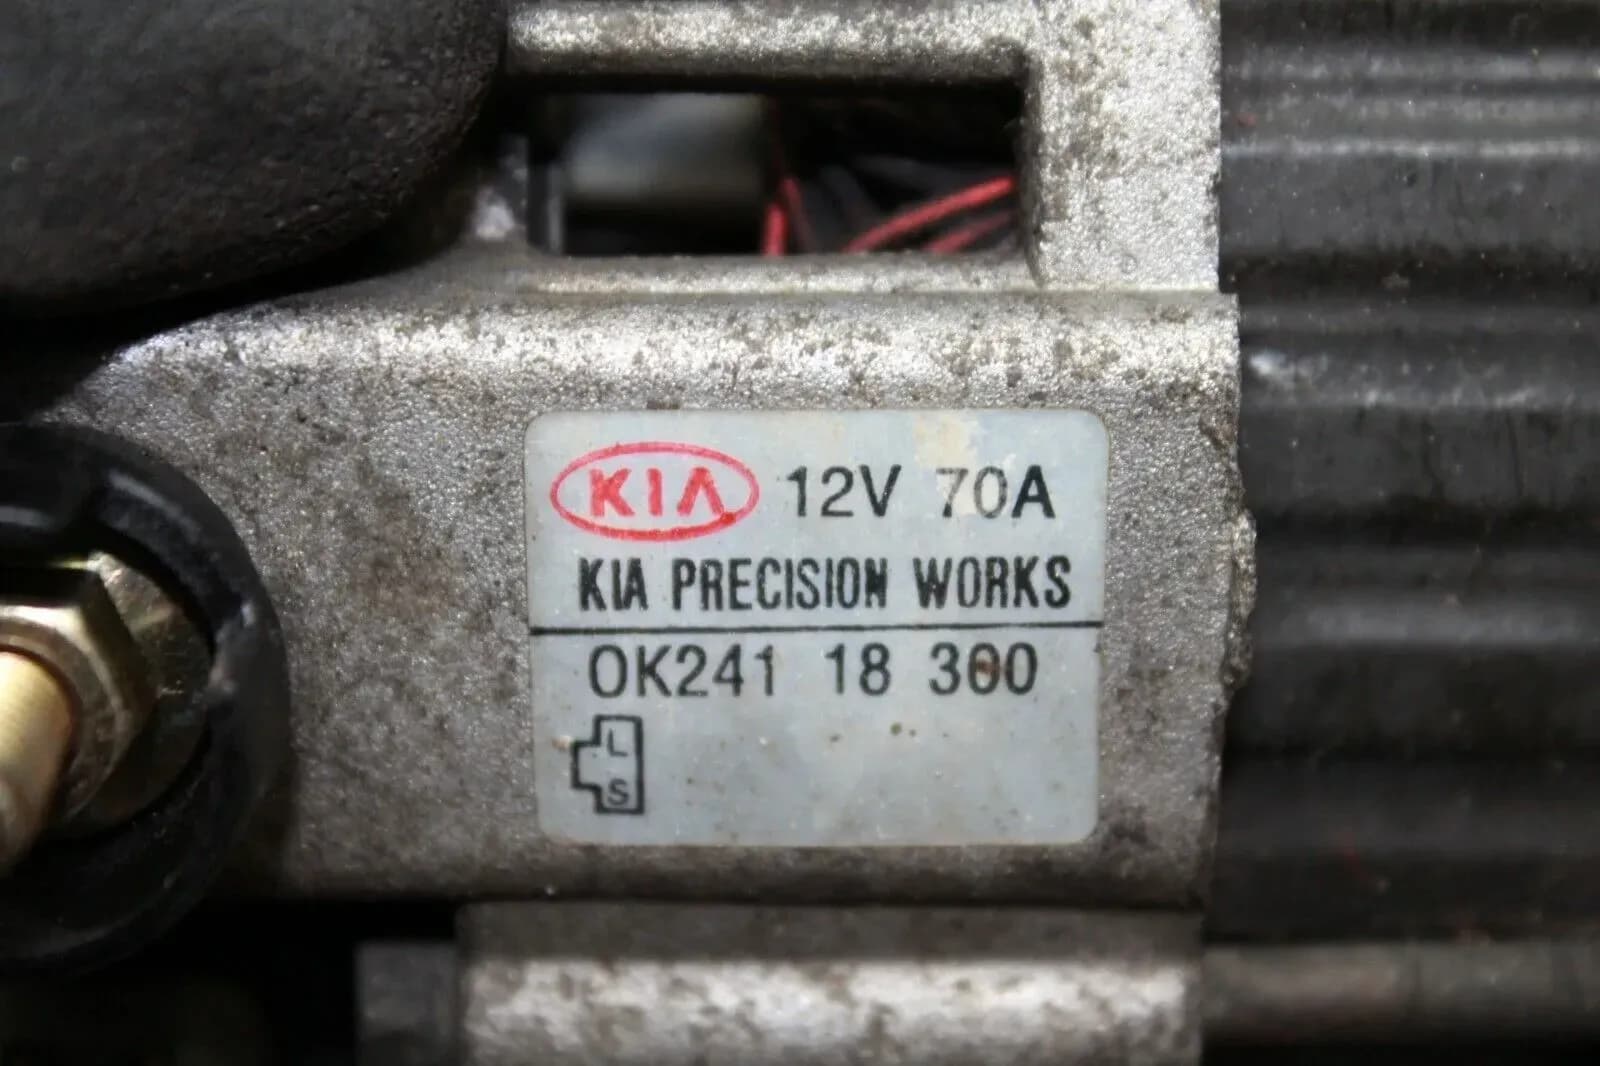 KIA 12V 70A
KIA PRECISION WORKS
OK241 18 300
L
S